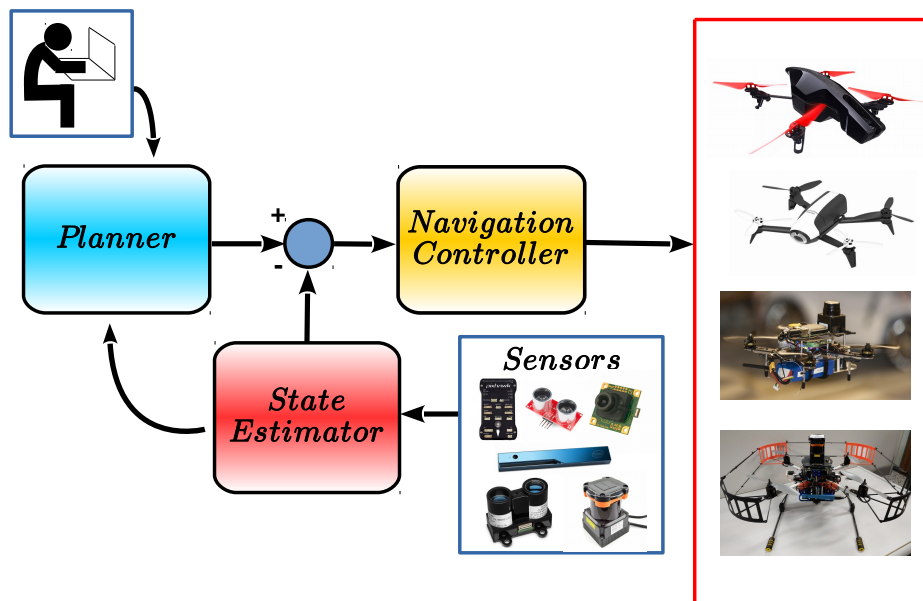 Planner
+
-
Navigation
Controller
State
Estimator
Sensors